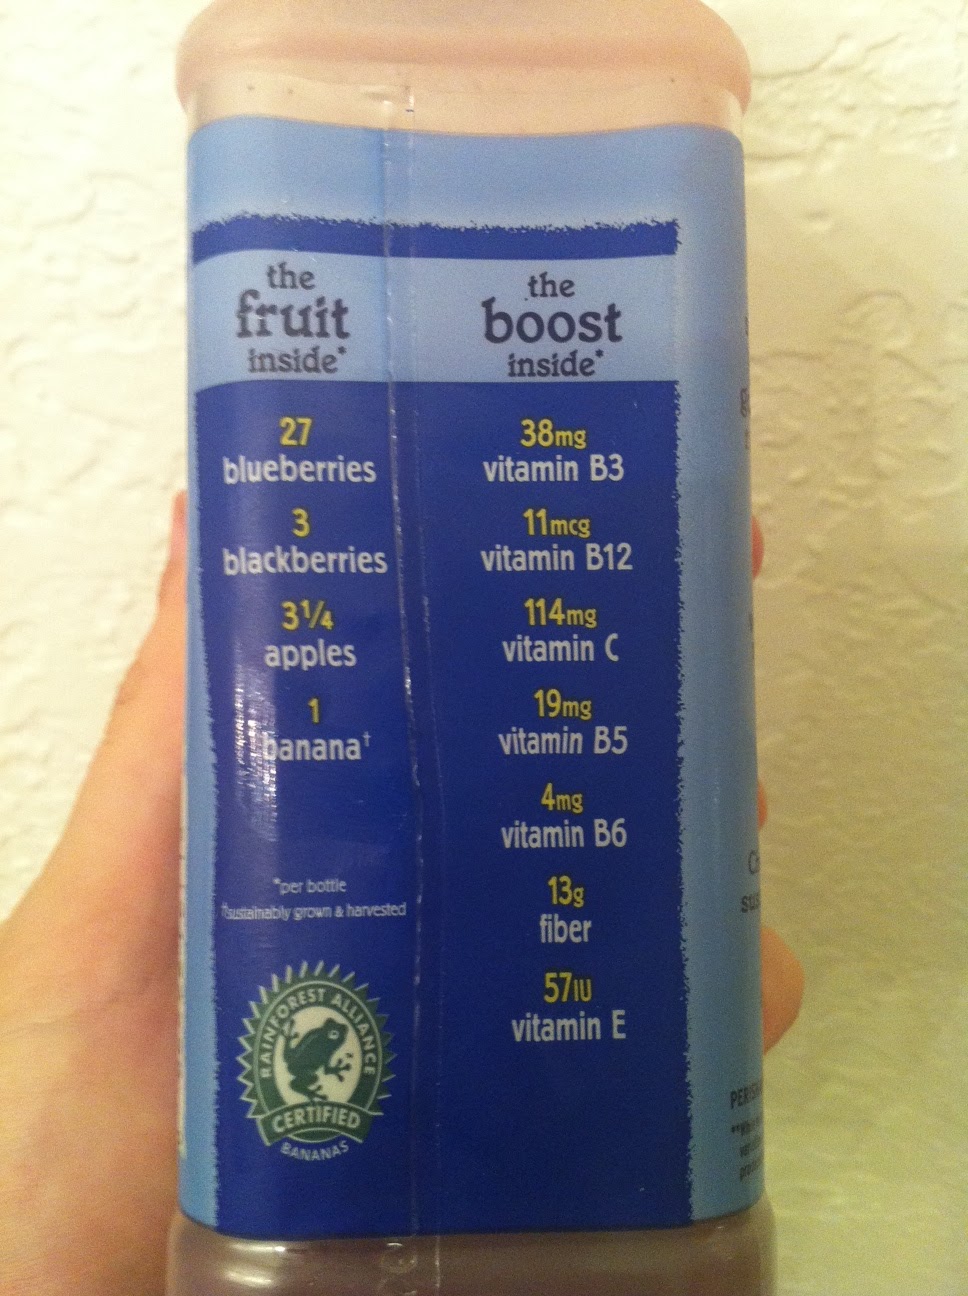 the
fruit
inside*
27
blueberries
3
blackberries
3¼
apples
1
banana†
*per bottle
†sustainably grown & harvested
RAINFOREST ALLIANCE
CERTIFIED
BANANAS
the
boost
inside*
38mg
vitamin B3
11mcg
vitamin B12
114mg
vitamin C
19mg
vitamin B5
4mg
vitamin B6
13g
fiber
57IU
vitamin E